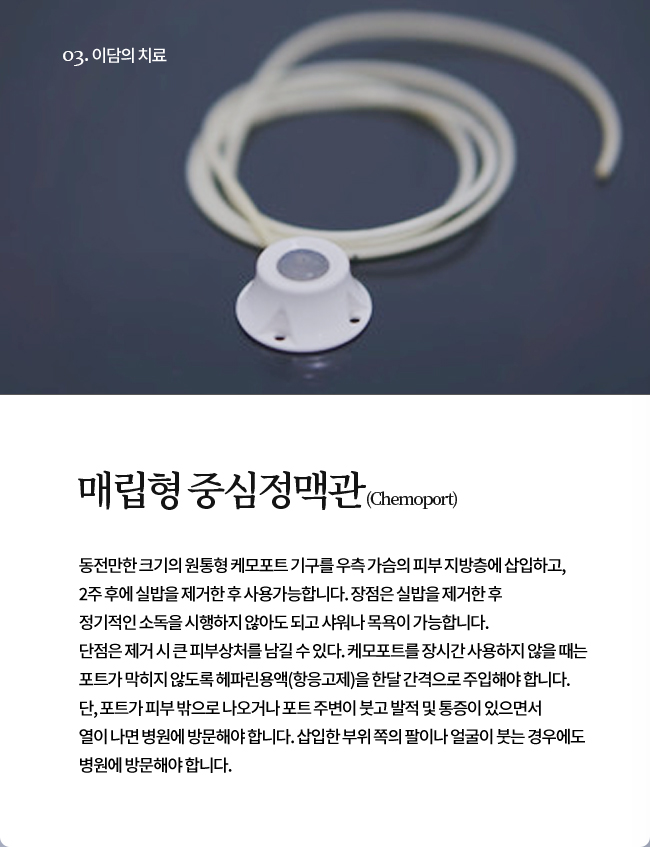 03. 이담의 치료
매립형 중심정맥관(Chemoport)
동전만한 크기의 원통형 케모포트 기구를 우측 가슴의 피부 지방층에 삽입하고,
2주 후에 실밥을 제거한 후 사용가능합니다. 장점은 실밥을 제거한 후
정기적인 소독을 시행하지 않아도 되고 샤워나 목욕이 가능합니다.
단점은 제거 시 큰 피부상처를 남길 수 있다. 케모포트를 장시간 사용하지 않을 때는
포트가 막히지 않도록 헤파린용액(항응고제)을 한달 간격으로 주입해야 합니다.
단, 포트가 피부 밖으로 나오거나 포트 주변이 붓고 발적 및 통증이 있으면서
열이 나면 병원에 방문해야 합니다. 삽입한 부위 쪽의 팔이나 얼굴이 붓는 경우에도
병원에 방문해야 합니다.